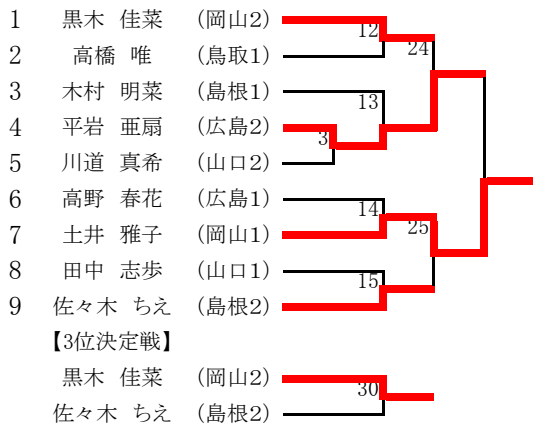 1 黒木 佳菜 (岡山2)
12
2 高橋 唯 (鳥取1)
24
3 木村 明菜 (島根1)
13
4 平岩 亜扇 (広島2)
3
5 川道 真希 (山口2)
6 高野 春花 (広島1)
14
7 土井 雅子 (岡山1)
25
8 田中 志歩 (山口1)
15
9 佐々木 ちえ (島根2)
【3位決定戦】
黒木 佳菜 (岡山2)
30
佐々木 ちえ (島根2)